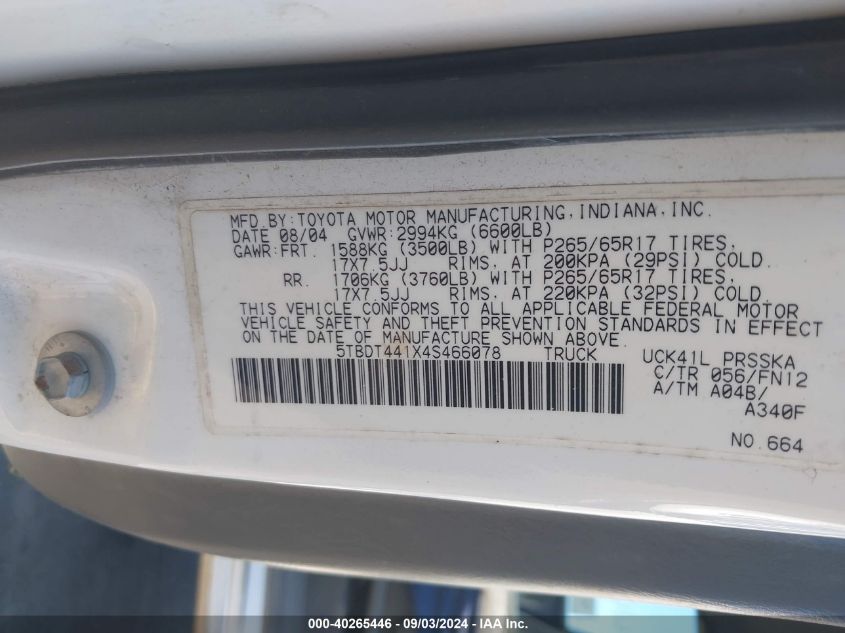 MFD.BY:TOYOTA MOTOR MANUFACTURING,INDIANA,INC.
DATE 08/04 GVWR:2994KG (6600LB)
GAWR:FRT. 1588KG (3500LB) WITH P265/65R17 TIRES,
17X7.5JJ RIMS, AT 200KPA (29PSI) COLD.
RR. 1706KG (3760LB) WITH P265/65R17 TIRES,
17X7.5JJ RIMS, AT 220KPA (32PSI) COLD.
THIS VEHICLE CONFORMS TO ALL APPLICABLE FEDERAL MOTOR
VEHICLE SAFETY AND THEFT PREVENTION STANDARDS IN EFFECT
ON THE DATE OF MANUFACTURE SHOWN ABOVE.
5TBDT441X4S466078 TRUCK
UCK41L PRSSKA
C/TR 056/FN12
A/TM A04B/
A340F
NO.664
000-40265446 - 09/03/2024 - IAA Inc.